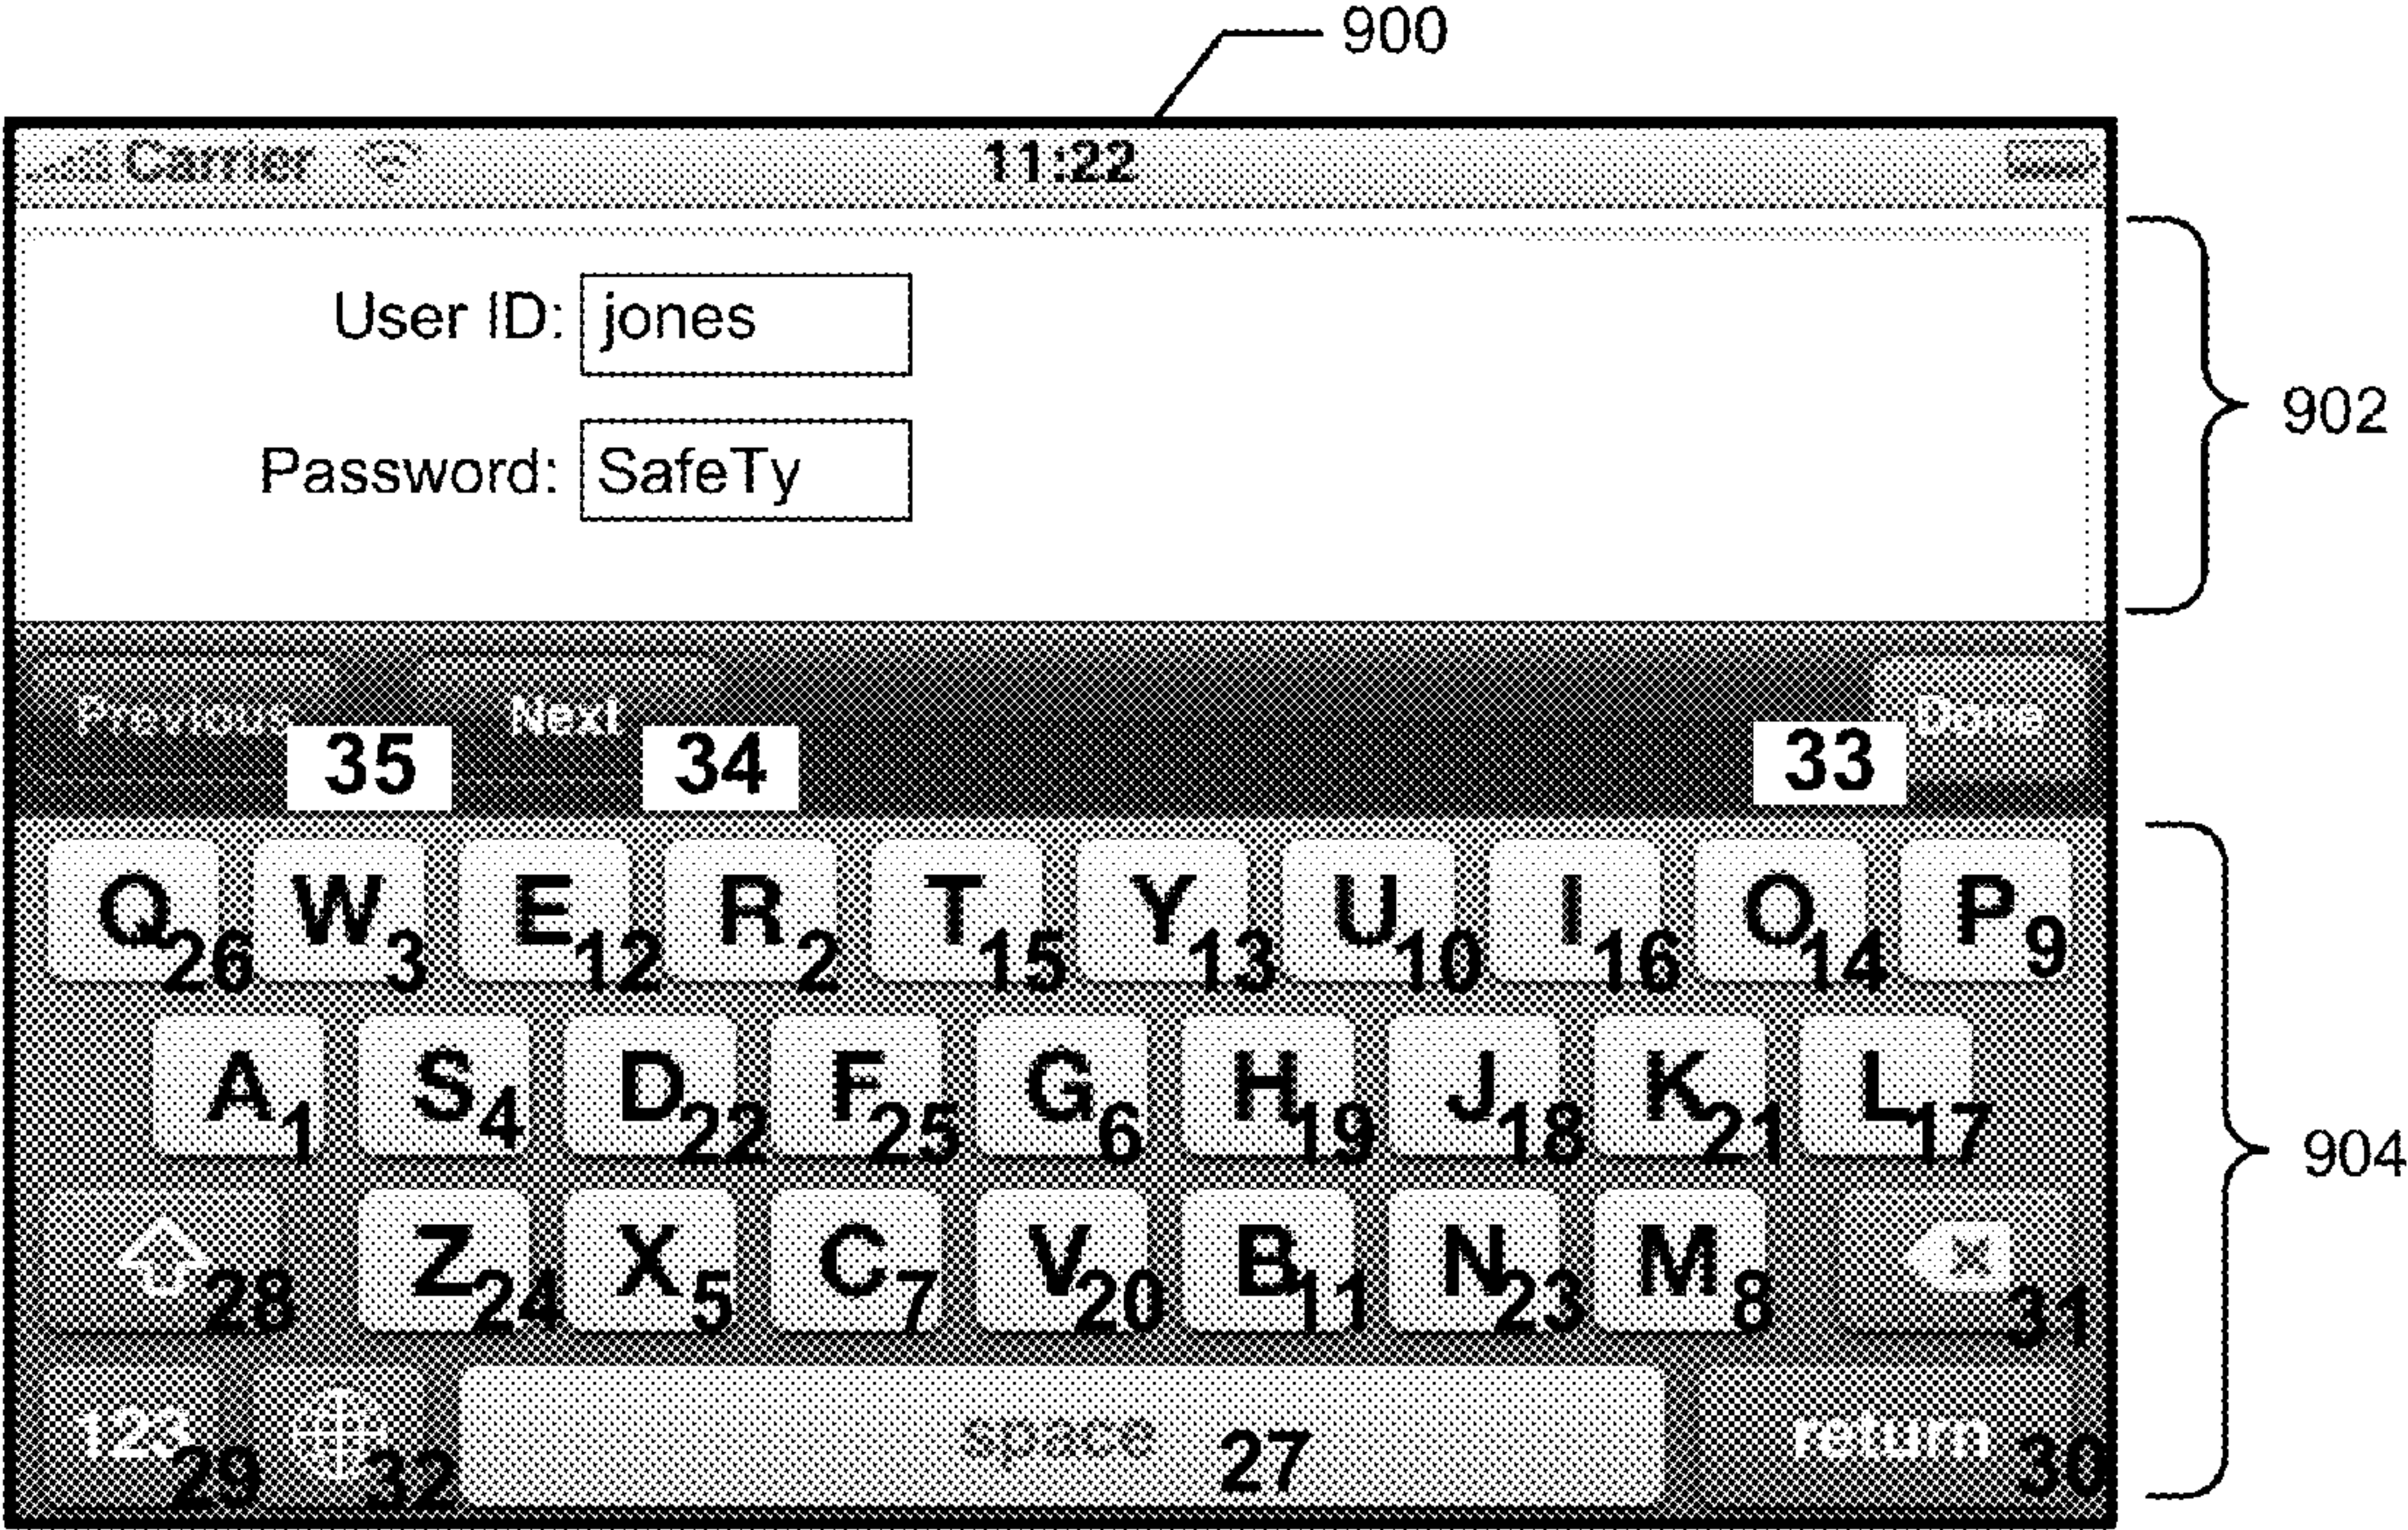 900
Carrier 11:22
902
User ID: jones
Password: SafeTy
Previous 35 Next 34 33 Done
904
Q26 W3 E12 R2 T15 Y13 U10 I16 O14 P9
A1 S4 D22 F25 G6 H19 J18 K21 L17
28 Z24 X5 C7 V20 B11 N23 M8 31
123 29 32 space 27 return 30